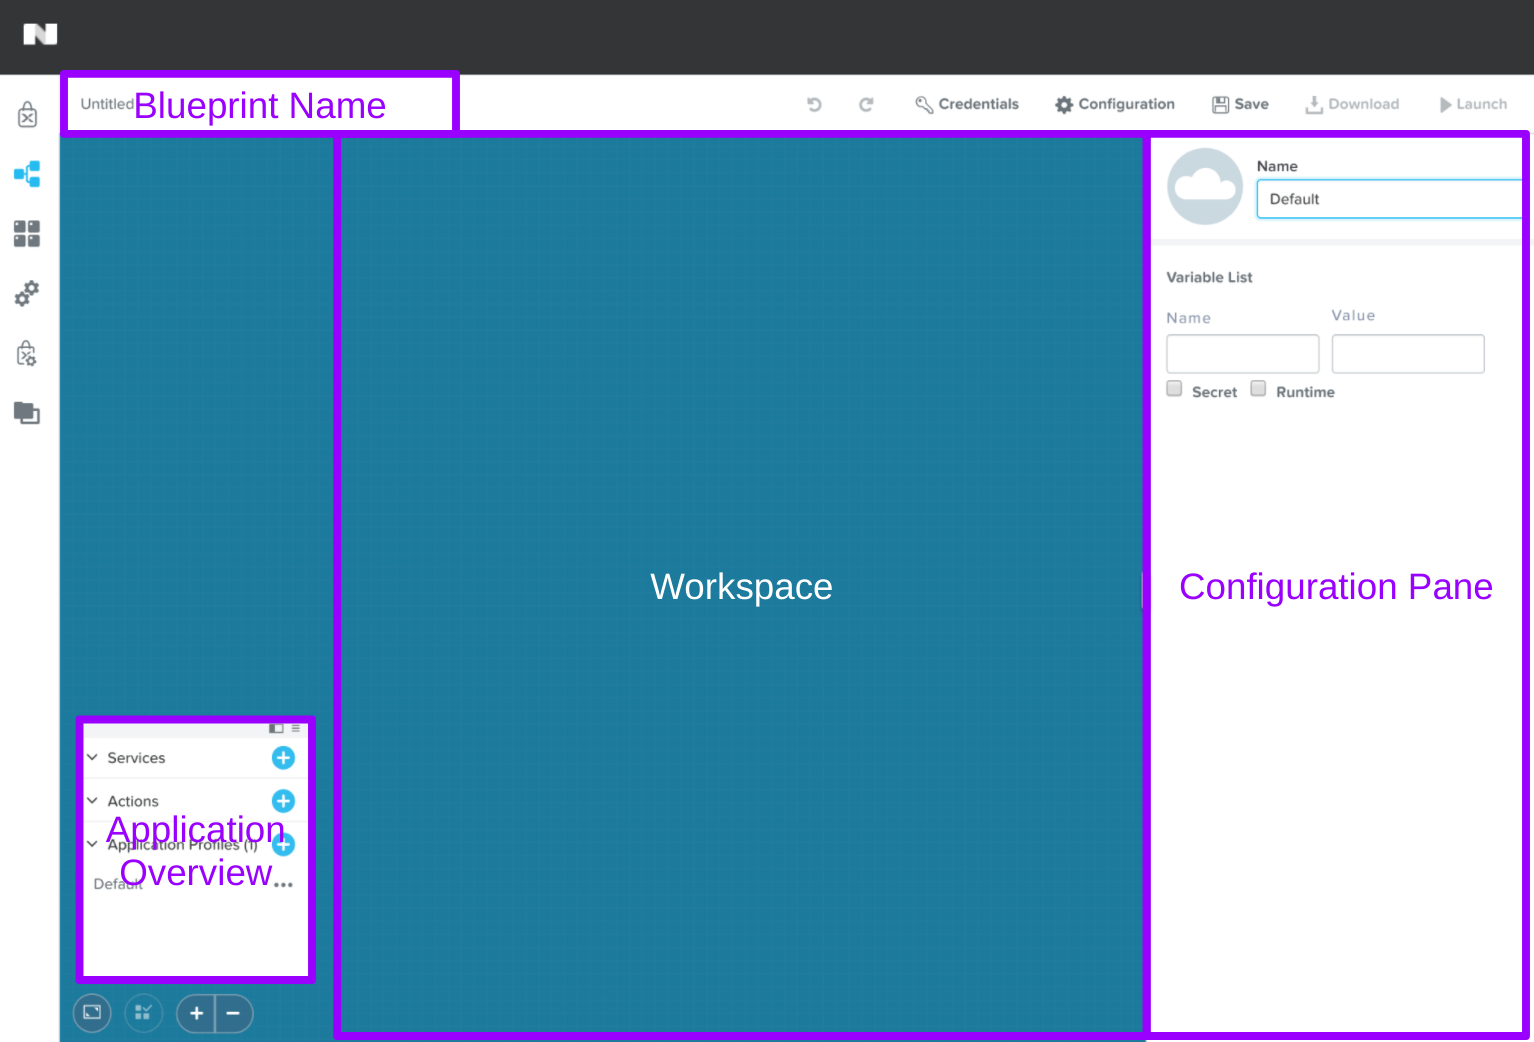 Untitled Blueprint Name
Credentials Configuration Save Download Launch
Name
Default
Variable List
Name Value
Secret Runtime
Workspace
Configuration Pane
Services
Actions
Application Profiles (1)
Default
Application
Overview